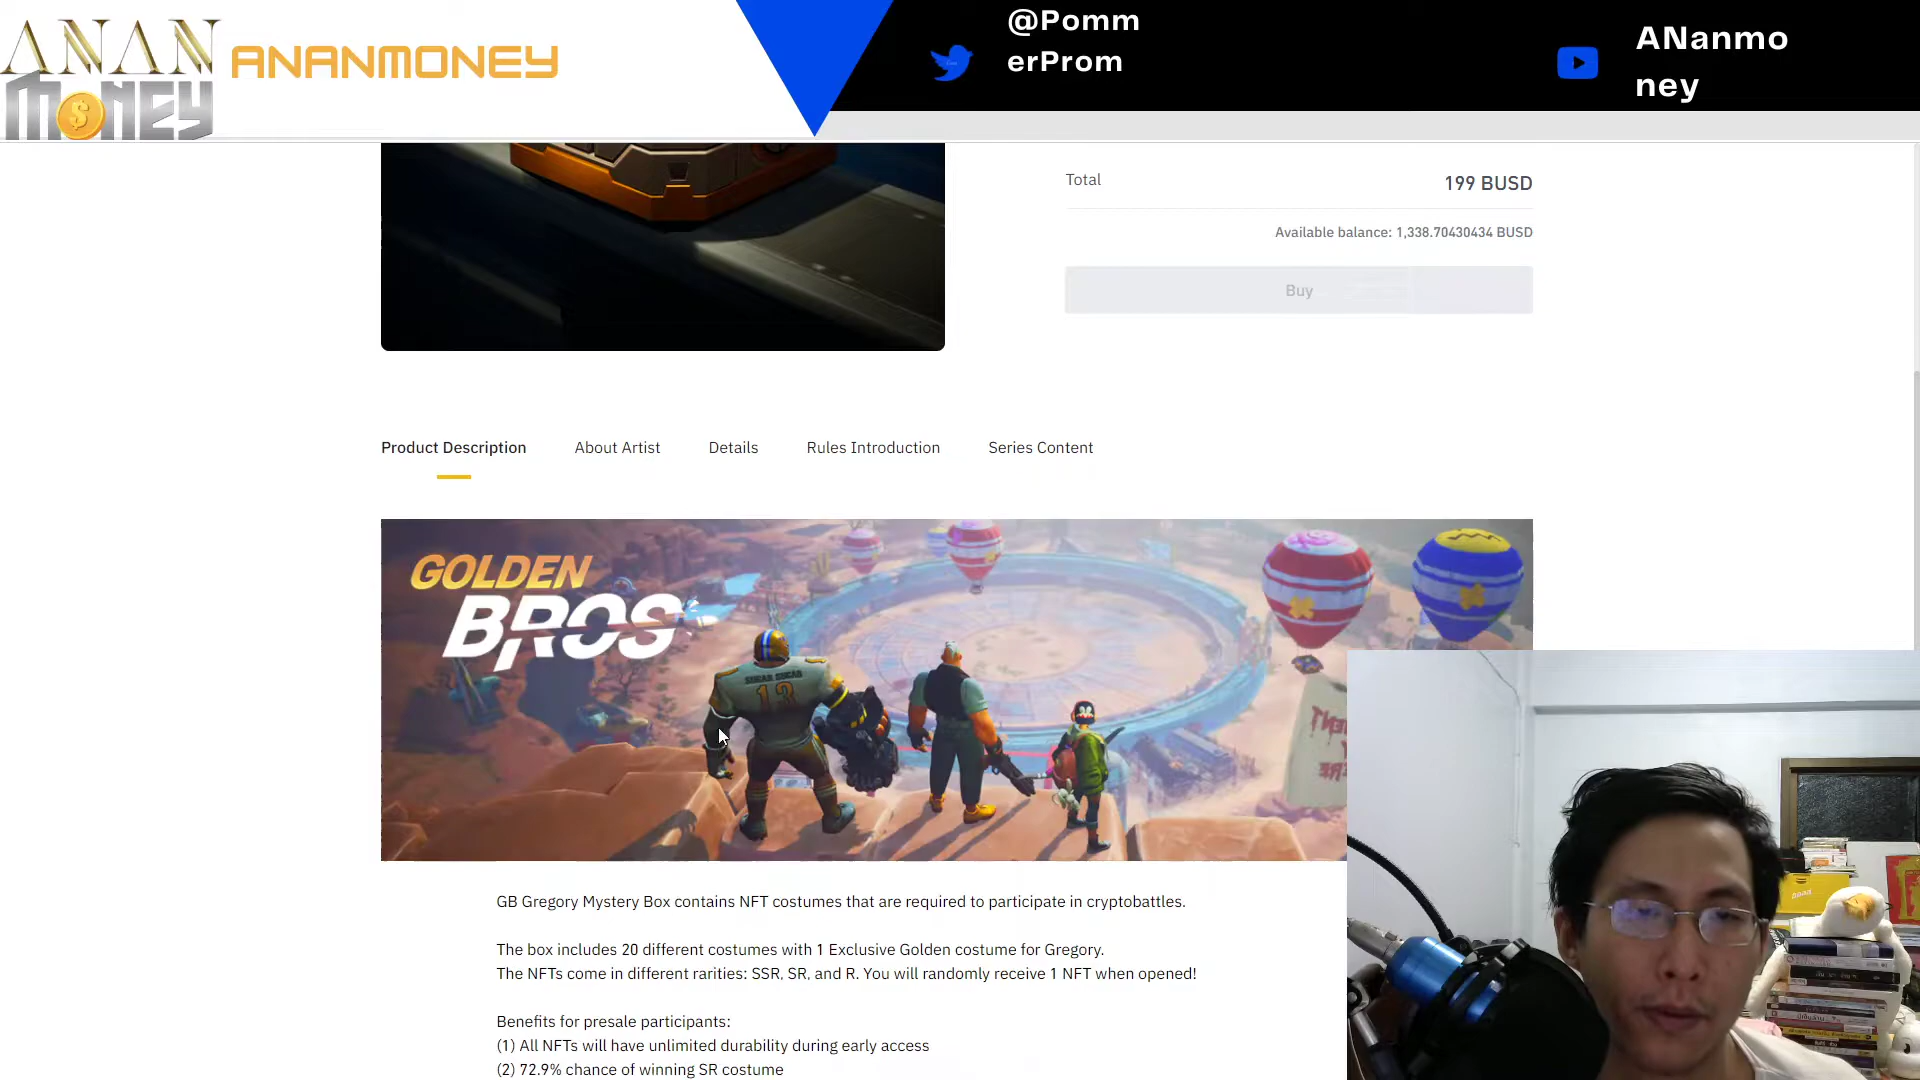 ANAN
MONEY
ANANMONEY
@Pomm
erProm
ANanmo
ney
Total
199 BUSD
Available balance: 1,338.70430434 BUSD
Buy
Product Description
About Artist
Details
Rules Introduction
Series Content
GOLDEN
BROS
SUGAR SUGAR
13
GB Gregory Mystery Box contains NFT costumes that are required to participate in cryptobattles.
The box includes 20 different costumes with 1 Exclusive Golden costume for Gregory.
The NFTs come in different rarities: SSR, SR, and R. You will randomly receive 1 NFT when opened!
Benefits for presale participants:
(1) All NFTs will have unlimited durability during early access
(2) 72.9% chance of winning SR costume